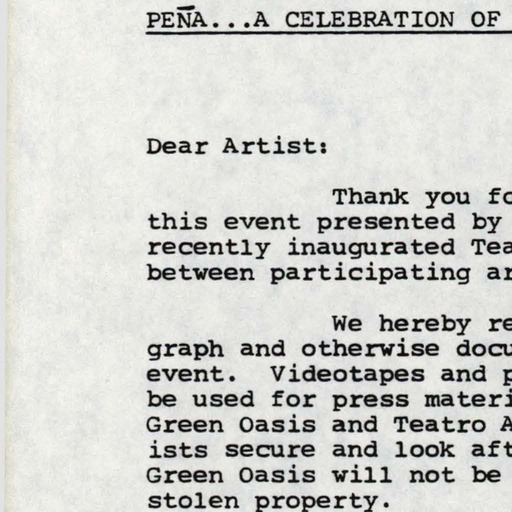 PEÑA...A CELEBRATION OF
Dear Artist:
Thank you fo
this event presented by
recently inaugurated Tea
between participating ar
We hereby re
graph and otherwise docu
event. Videotapes and p
be used for press materi
Green Oasis and Teatro A
ists secure and look aft
Green Oasis will not be
stolen property.